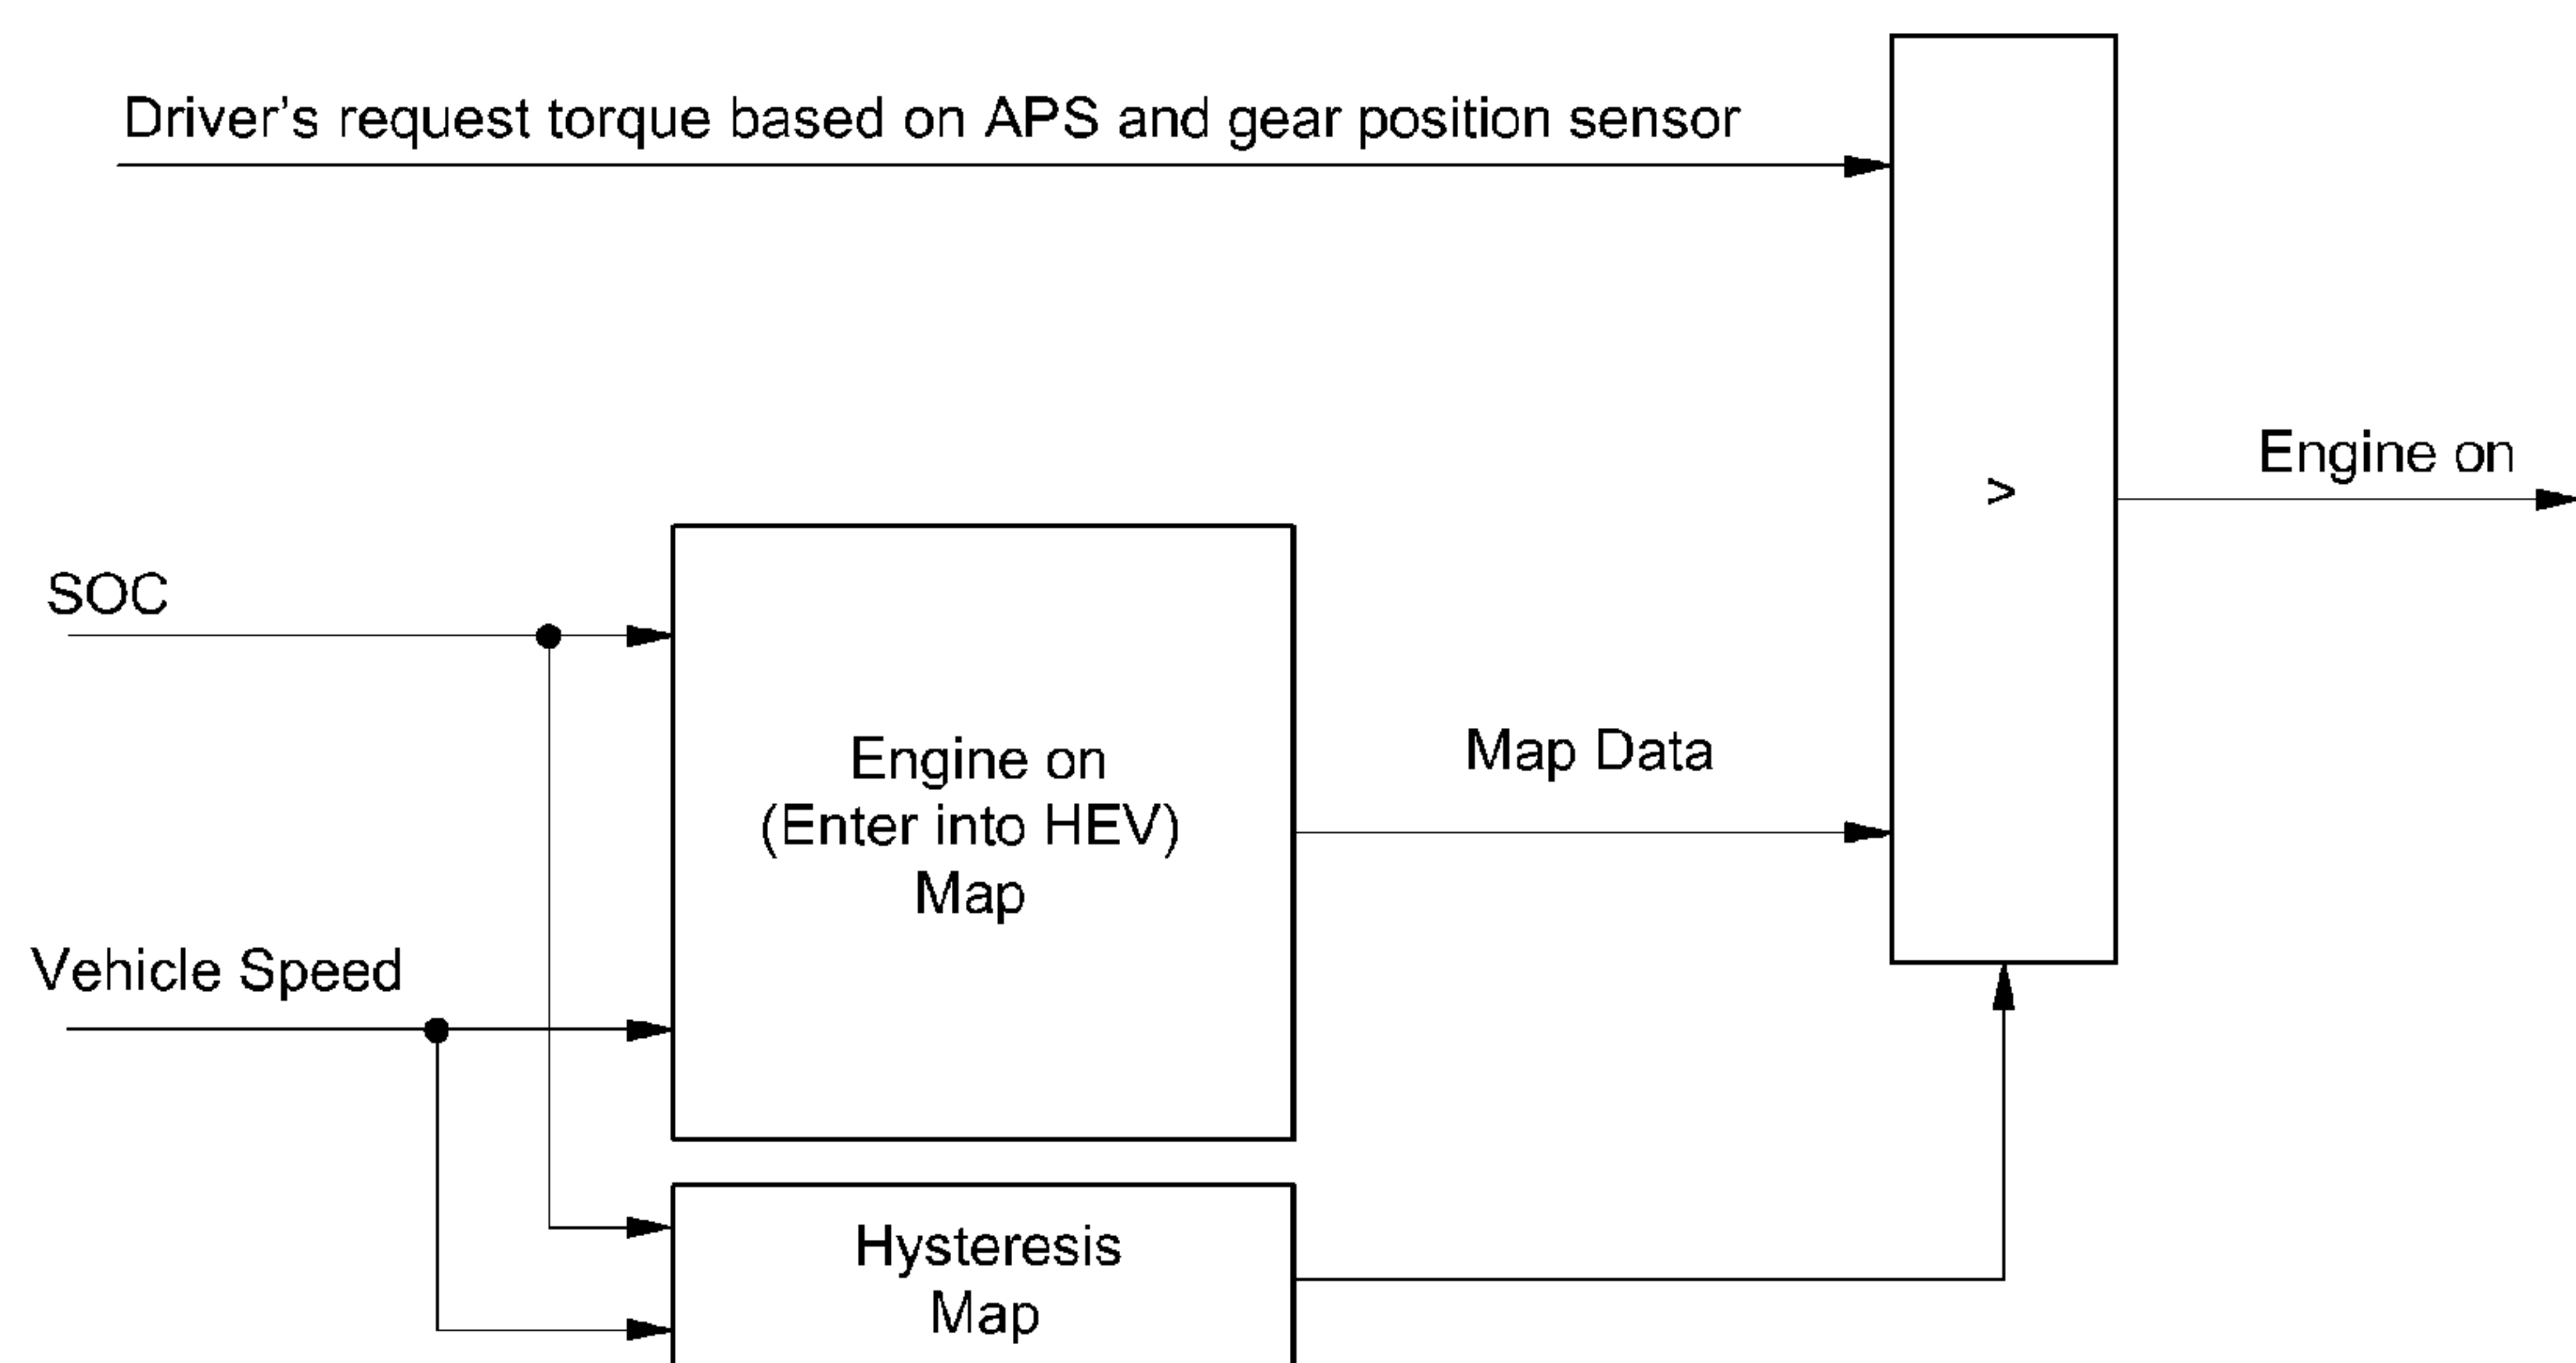 Driver’s request torque based on APS and gear position sensor
>
Engine on
SOC
Engine on
(Enter into HEV)
Map
Map Data
Vehicle Speed
Hysteresis
Map